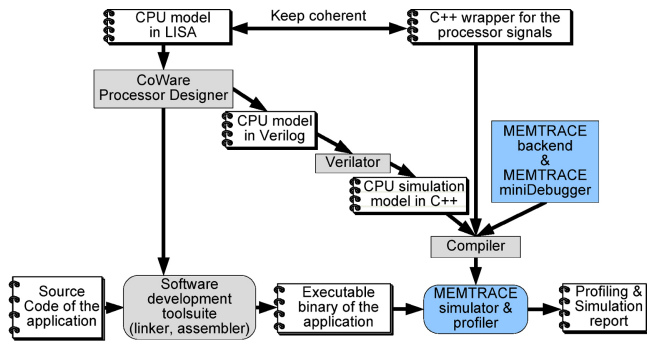 CPU model
in LISA
Keep coherent
C++ wrapper for the
processor signals
CoWare
Processor Designer
CPU model
in Verilog
Verilator
CPU simulation
model in C++
MEMTRACE
backend
&
MEMTRACE
miniDebugger
Compiler
Source
Code of the
application
Software
development
toolsuite
(linker, assembler)
Executable
binary of the
application
MEMTRACE
simulator &
profiler
Profiling &
Simulation
report